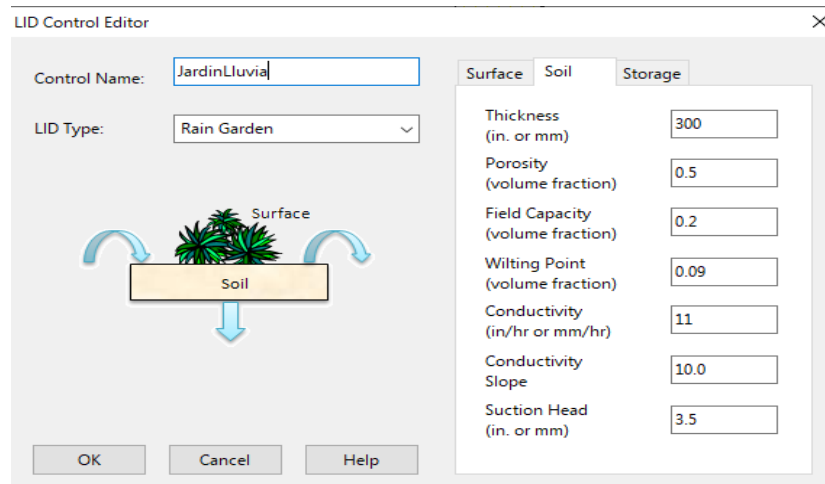 LID Control Editor
Control Name:
JardinLluvia
LID Type:
Rain Garden
Surface
Soil
OK
Cancel
Help
Surface
Soil
Storage
Thickness
(in. or mm)
300
Porosity
(volume fraction)
0.5
Field Capacity
(volume fraction)
0.2
Wilting Point
(volume fraction)
0.09
Conductivity
(in/hr or mm/hr)
11
Conductivity
Slope
10.0
Suction Head
(in. or mm)
3.5